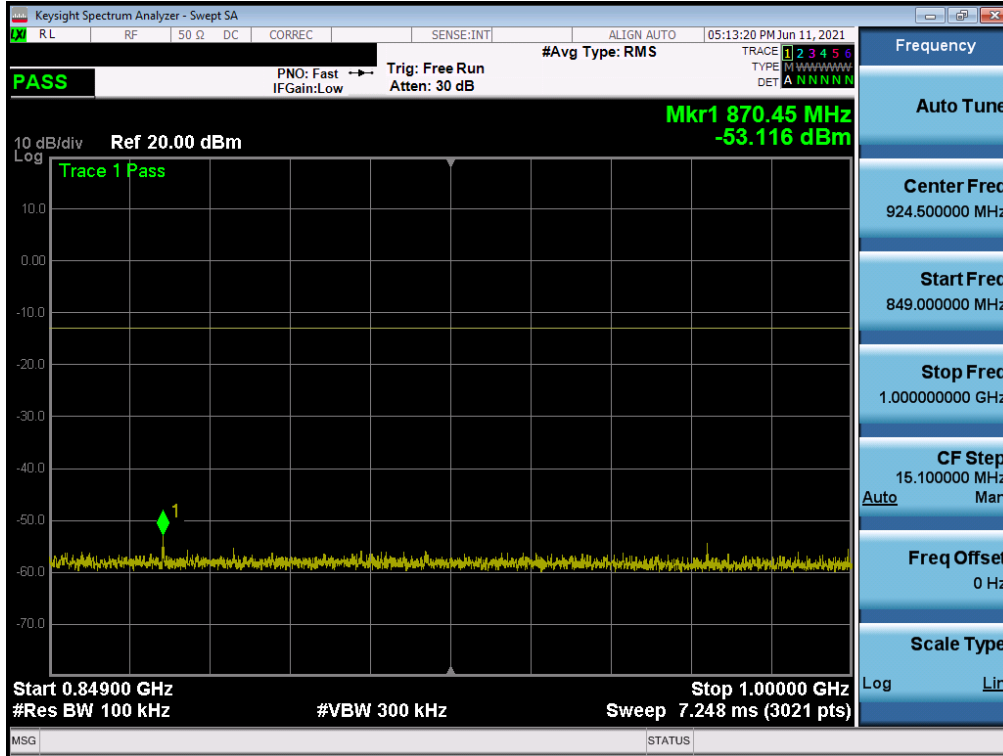 Keysight Spectrum Analyzer - Swept SA
LXI RL RF 50 Ω DC CORREC SENSE:INT ALIGN AUTO 05:13:20 PM Jun 11, 2021
PASS
PNO: Fast
IFGain:Low
Trig: Free Run
Atten: 30 dB
#Avg Type: RMS
TRACE 1 2 3 4 5 6
TYPE M W W W W W
DET A N N N N N
Mkr1 870.45 MHz
-53.116 dBm
10 dB/div Ref 20.00 dBm
Log
Trace 1 Pass
10.0
0.00
-10.0
-20.0
-30.0
-40.0
-50.0
-60.0
-70.0
1
Start 0.84900 GHz Stop 1.00000 GHz
#Res BW 100 kHz #VBW 300 kHz Sweep 7.248 ms (3021 pts)
MSG STATUS
Frequency
Auto Tune
Center Freq
924.500000 MHz
Start Freq
849.000000 MHz
Stop Freq
1.000000000 GHz
CF Step
15.100000 MHz
Auto Man
Freq Offset
0 Hz
Scale Type
Log Lin